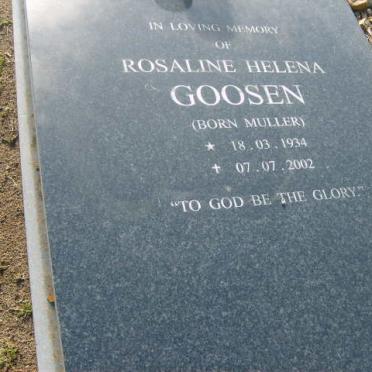 IN LOVING MEMORY
OF
ROSALINE HELENA
GOOSEN
(BORN MULLER)
★ 18.03.1934
✝ 07.07.2002
“TO GOD BE THE GLORY.”